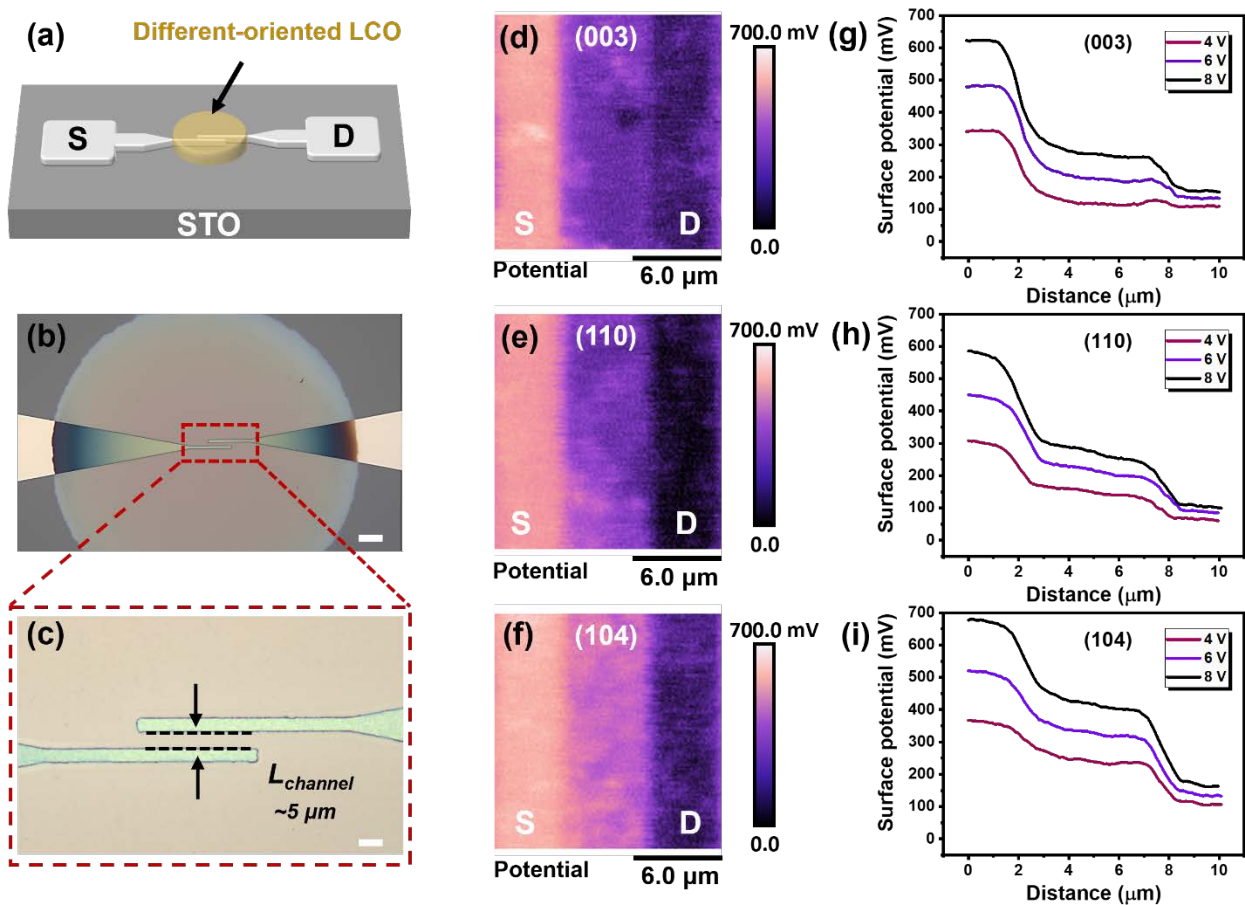 (a)
Different-oriented LCO
S
D
STO
(b)
(c)
Lchannel
~5 μm
(d)
(003)
S
D
Potential
6.0 μm
700.0 mV
0.0
(e)
(110)
S
D
Potential
6.0 μm
700.0 mV
0.0
(f)
(104)
S
D
Potential
6.0 μm
700.0 mV
0.0
(g)
(003)
4 V
6 V
8 V
Surface potential (mV)
700
600
500
400
300
200
100
0
0 2 4 6 8 10
Distance (μm)
(h)
(110)
4 V
6 V
8 V
Surface potential (mV)
700
600
500
400
300
200
100
0
0 2 4 6 8 10
Distance (μm)
(i)
(104)
4 V
6 V
8 V
Surface potential (mV)
700
600
500
400
300
200
100
0
0 2 4 6 8 10
Distance (μm)